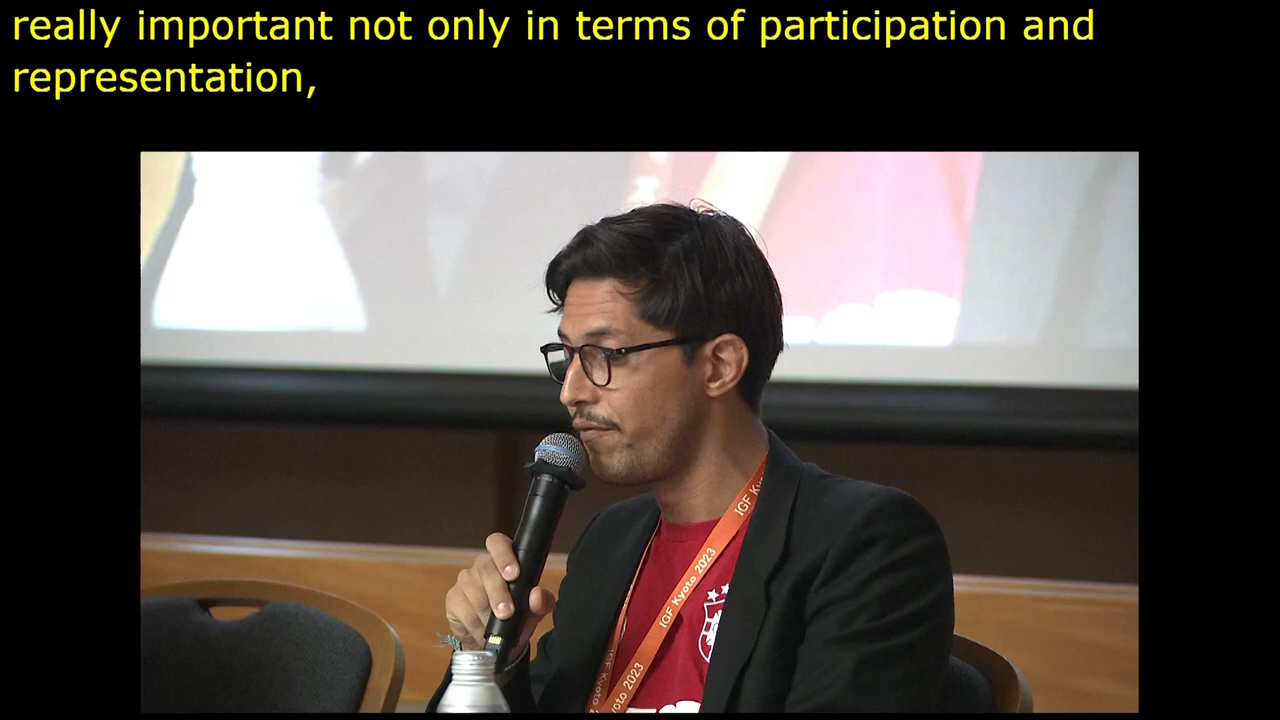 really important not only in terms of participation and
representation,
IGF Kyoto 2023
IGF Kyoto 2023